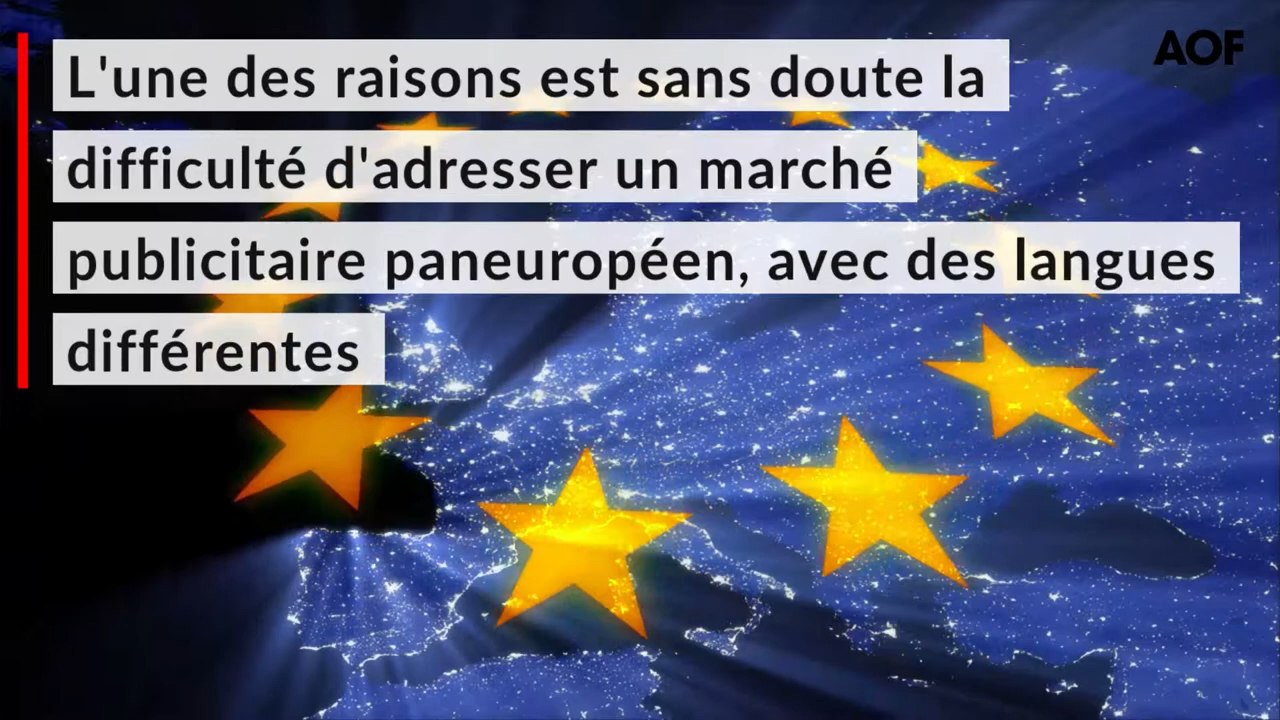 AOF
L'une des raisons est sans doute la
difficulté d'adresser un marché
publicitaire paneuropéen, avec des langues
différentes